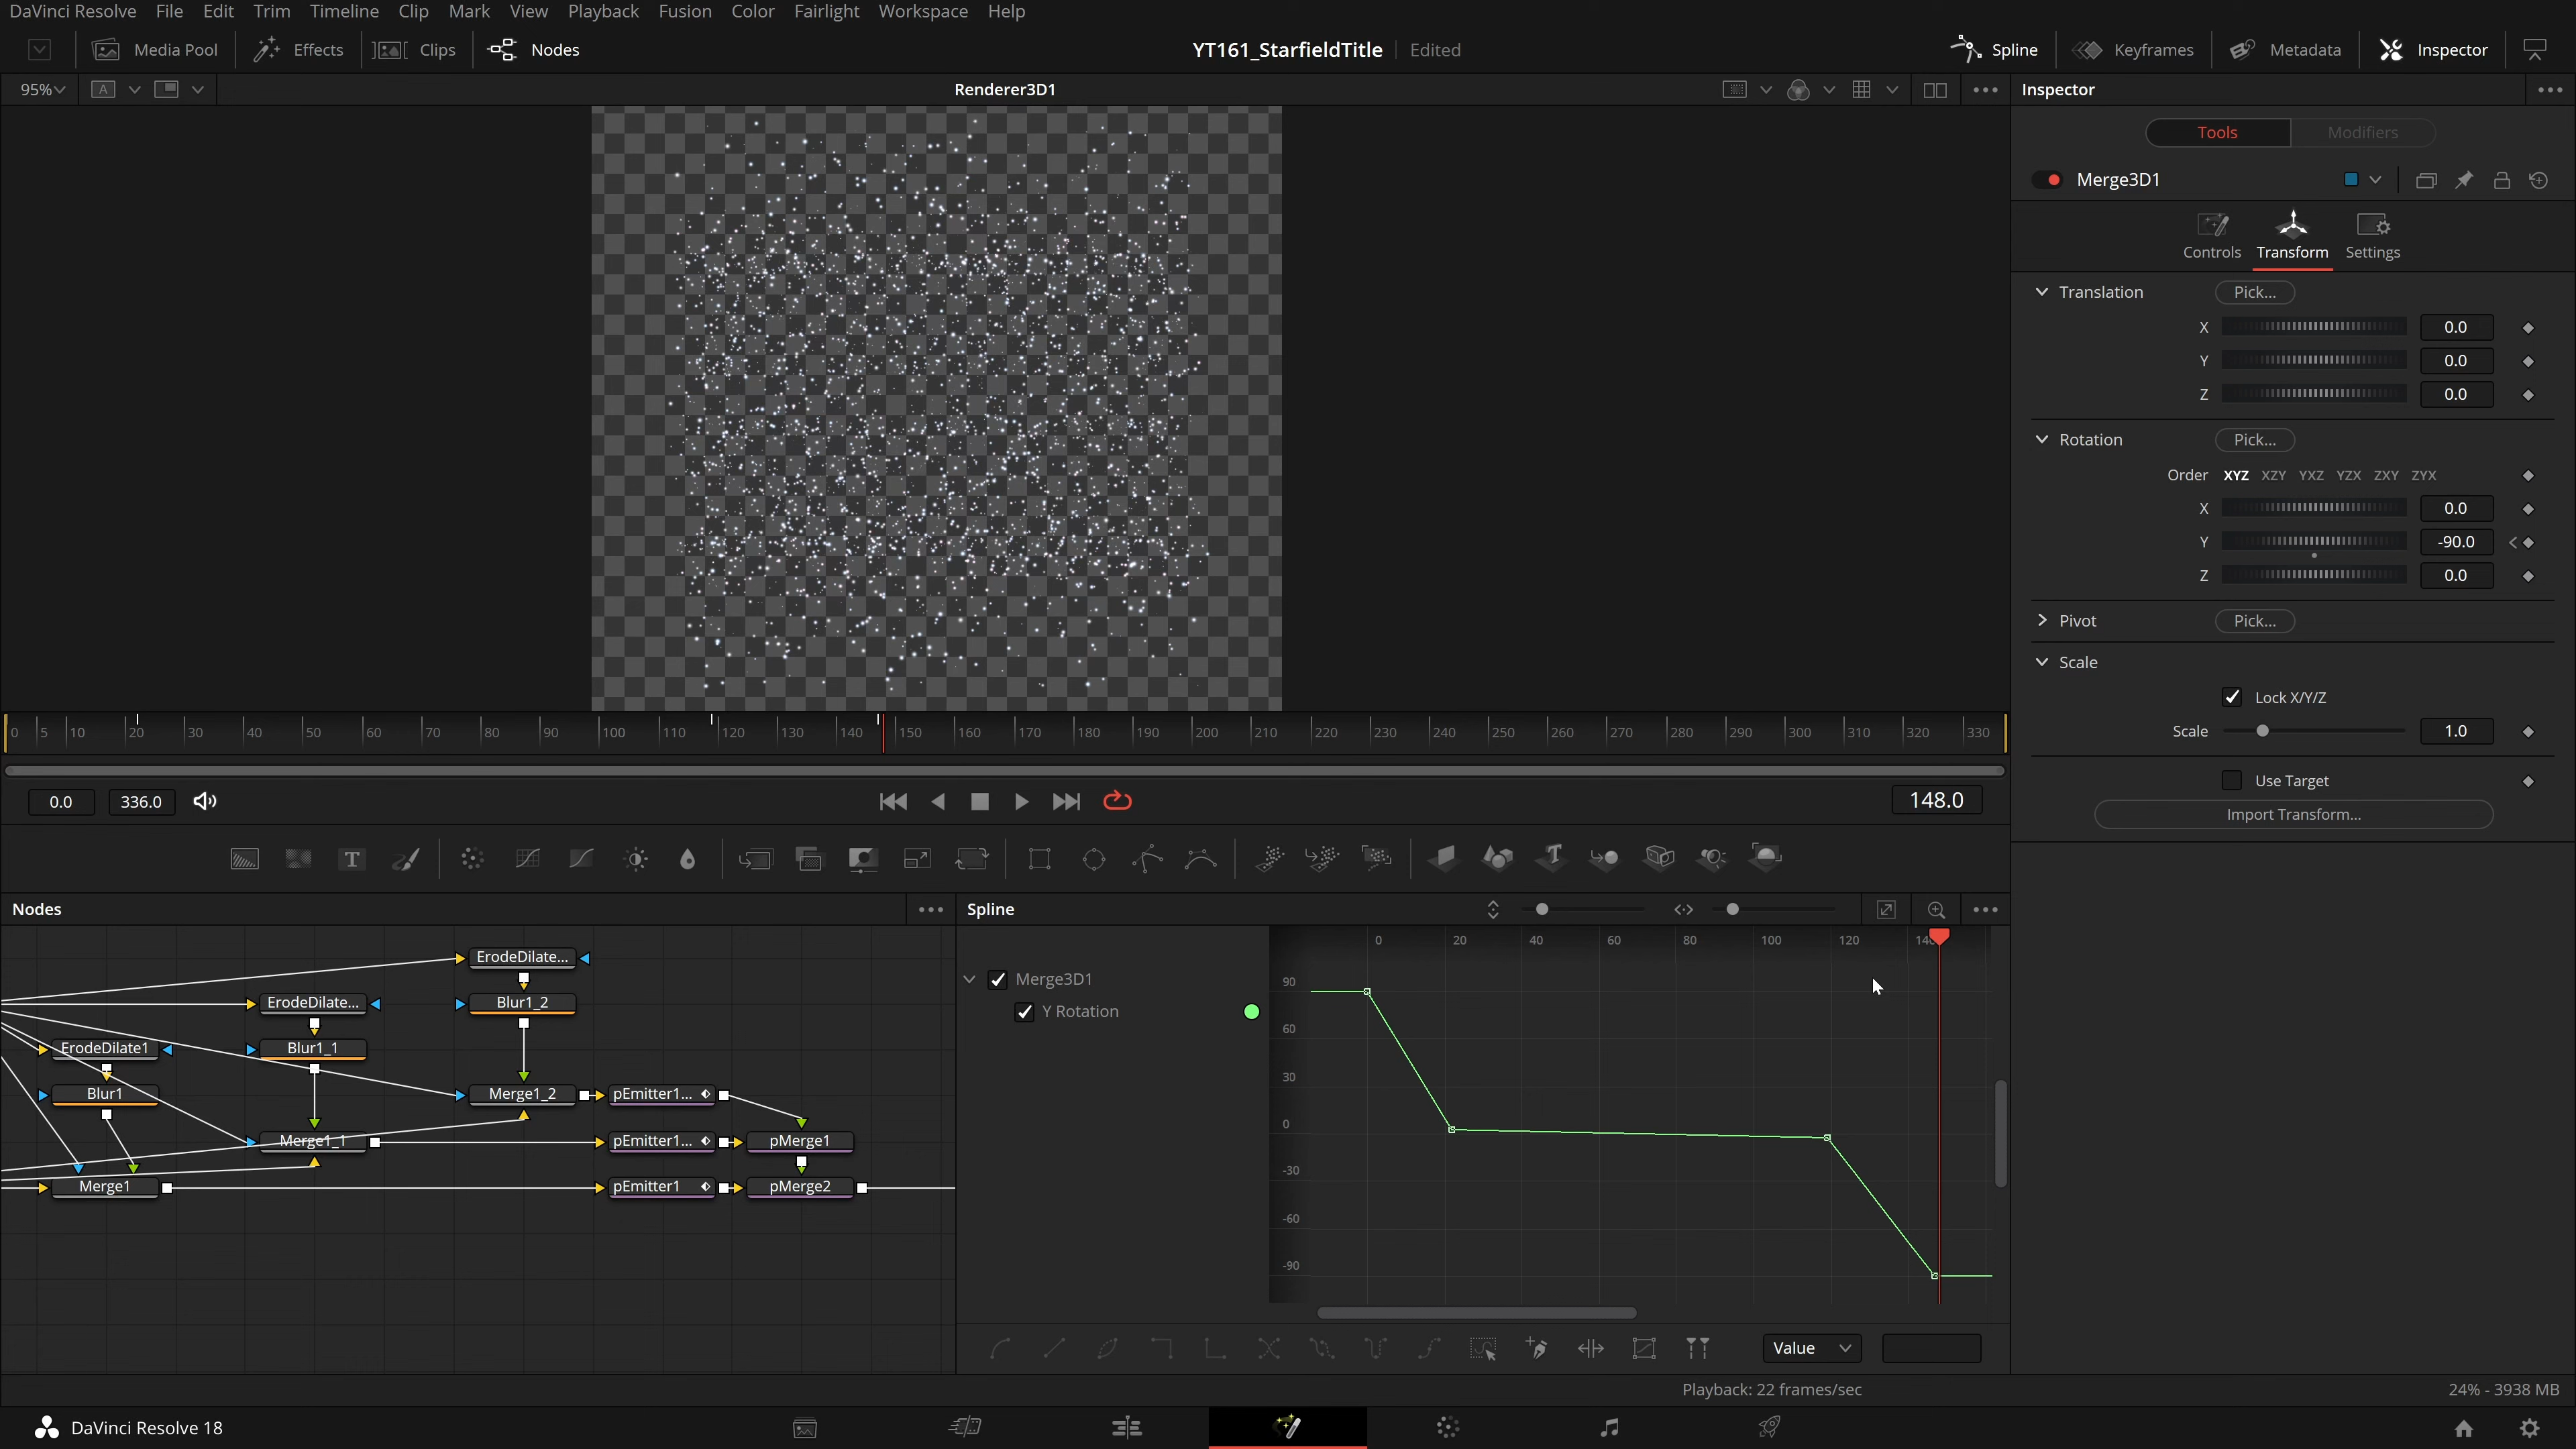 DaVinci Resolve File Edit Trim Timeline Clip Mark View Playback Fusion Color Fairlight Workspace Help
Media Pool Effects Clips Nodes YT161_StarfieldTitle Edited Spline Keyframes Metadata Inspector
95% A Renderer3D1 Inspector
Tools Modifiers
Merge3D1
Controls Transform Settings
Translation Pick...
X 0.0
Y 0.0
Z 0.0
Rotation Pick...
Order XYZ XZY YXZ YZX ZXY ZYX
X 0.0
Y -90.0
Z 0.0
Pivot Pick...
Scale
Lock X/Y/Z
Scale 1.0
Use Target
Import Transform...
0 5 10 20 30 40 50 60 70 80 90 100 110 120 130 140 150 160 170 180 190 200 210 220 230 240 250 260 270 280 290 300 310 320 330
0.0 336.0 148.0
Nodes
ErodeDilate...
ErodeDilate...
Blur1_2
ErodeDilate1
Blur1_1
Blur1
Merge1_2
pEmitter1...
Merge1_1
pEmitter1...
pMerge1
Merge1
pEmitter1
pMerge2
Spline
0 20 40 60 80 100 120
Merge3D1
Y Rotation
90
60
30
0
-30
-60
-90
Value
Playback: 22 frames/sec
24% - 3938 MB
DaVinci Resolve 18